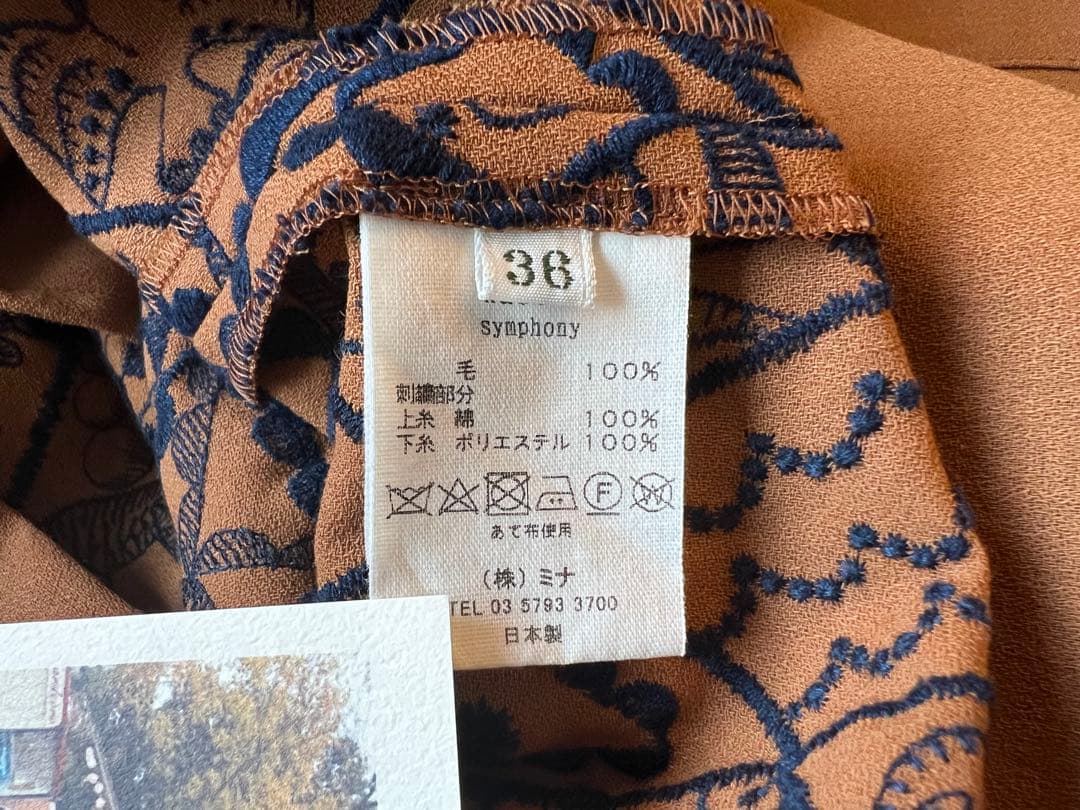 36
symphony
毛 100%
刺繍部分
上糸 綿 100%
下糸 ポリエステル 100%
F
W
あて布使用
(株)ミナ
TEL 03 5793 3700
日本製